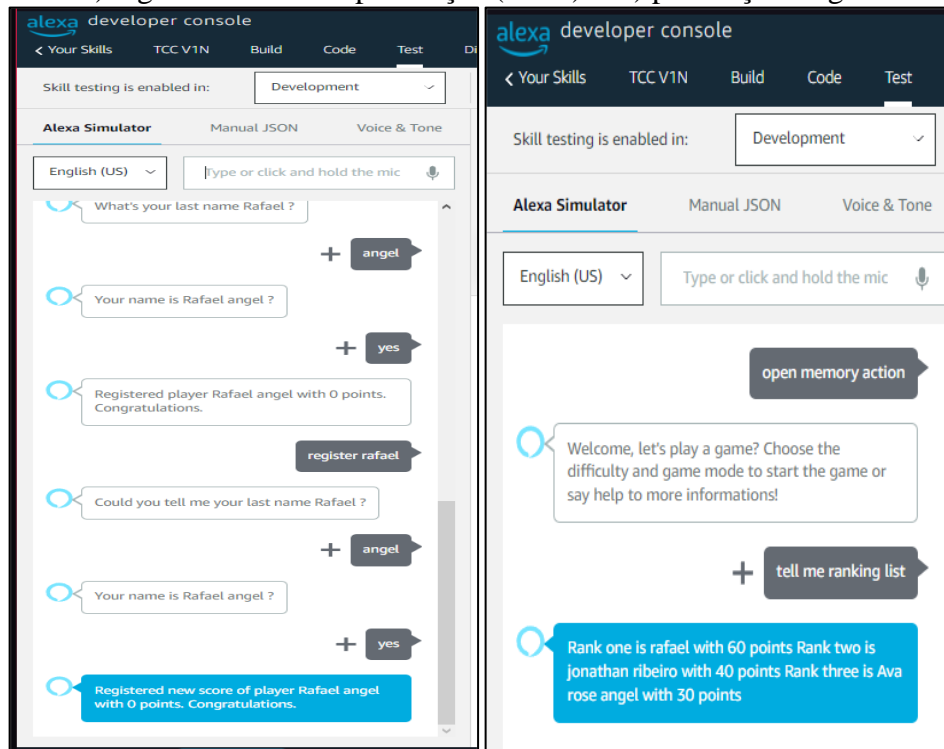 alexa developer console
< Your Skills TCC V1N Build Code Test Di
Skill testing is enabled in: Development
Alexa Simulator Manual JSON Voice & Tone
English (US) Type or click and hold the mic
What's your last name Rafael ?
angel
Your name is Rafael angel ?
yes
Registered player Rafael angel with 0 points.
Congratulations.
register rafael
Could you tell me your last name Rafael ?
angel
Your name is Rafael angel ?
yes
Registered new score of player Rafael angel
with 0 points. Congratulations.
alexa developer console
< Your Skills TCC V1N Build Code Test
Skill testing is enabled in: Development
Alexa Simulator Manual JSON Voice & Tone
English (US) Type or click and hold the mic
open memory action
Welcome, let's play a game? Choose the
difficulty and game mode to start the game or
say help to more informations!
tell me ranking list
Rank one is rafael with 60 points Rank two is
jonathan ribeiro with 40 points Rank three is Ava
rose angel with 30 points